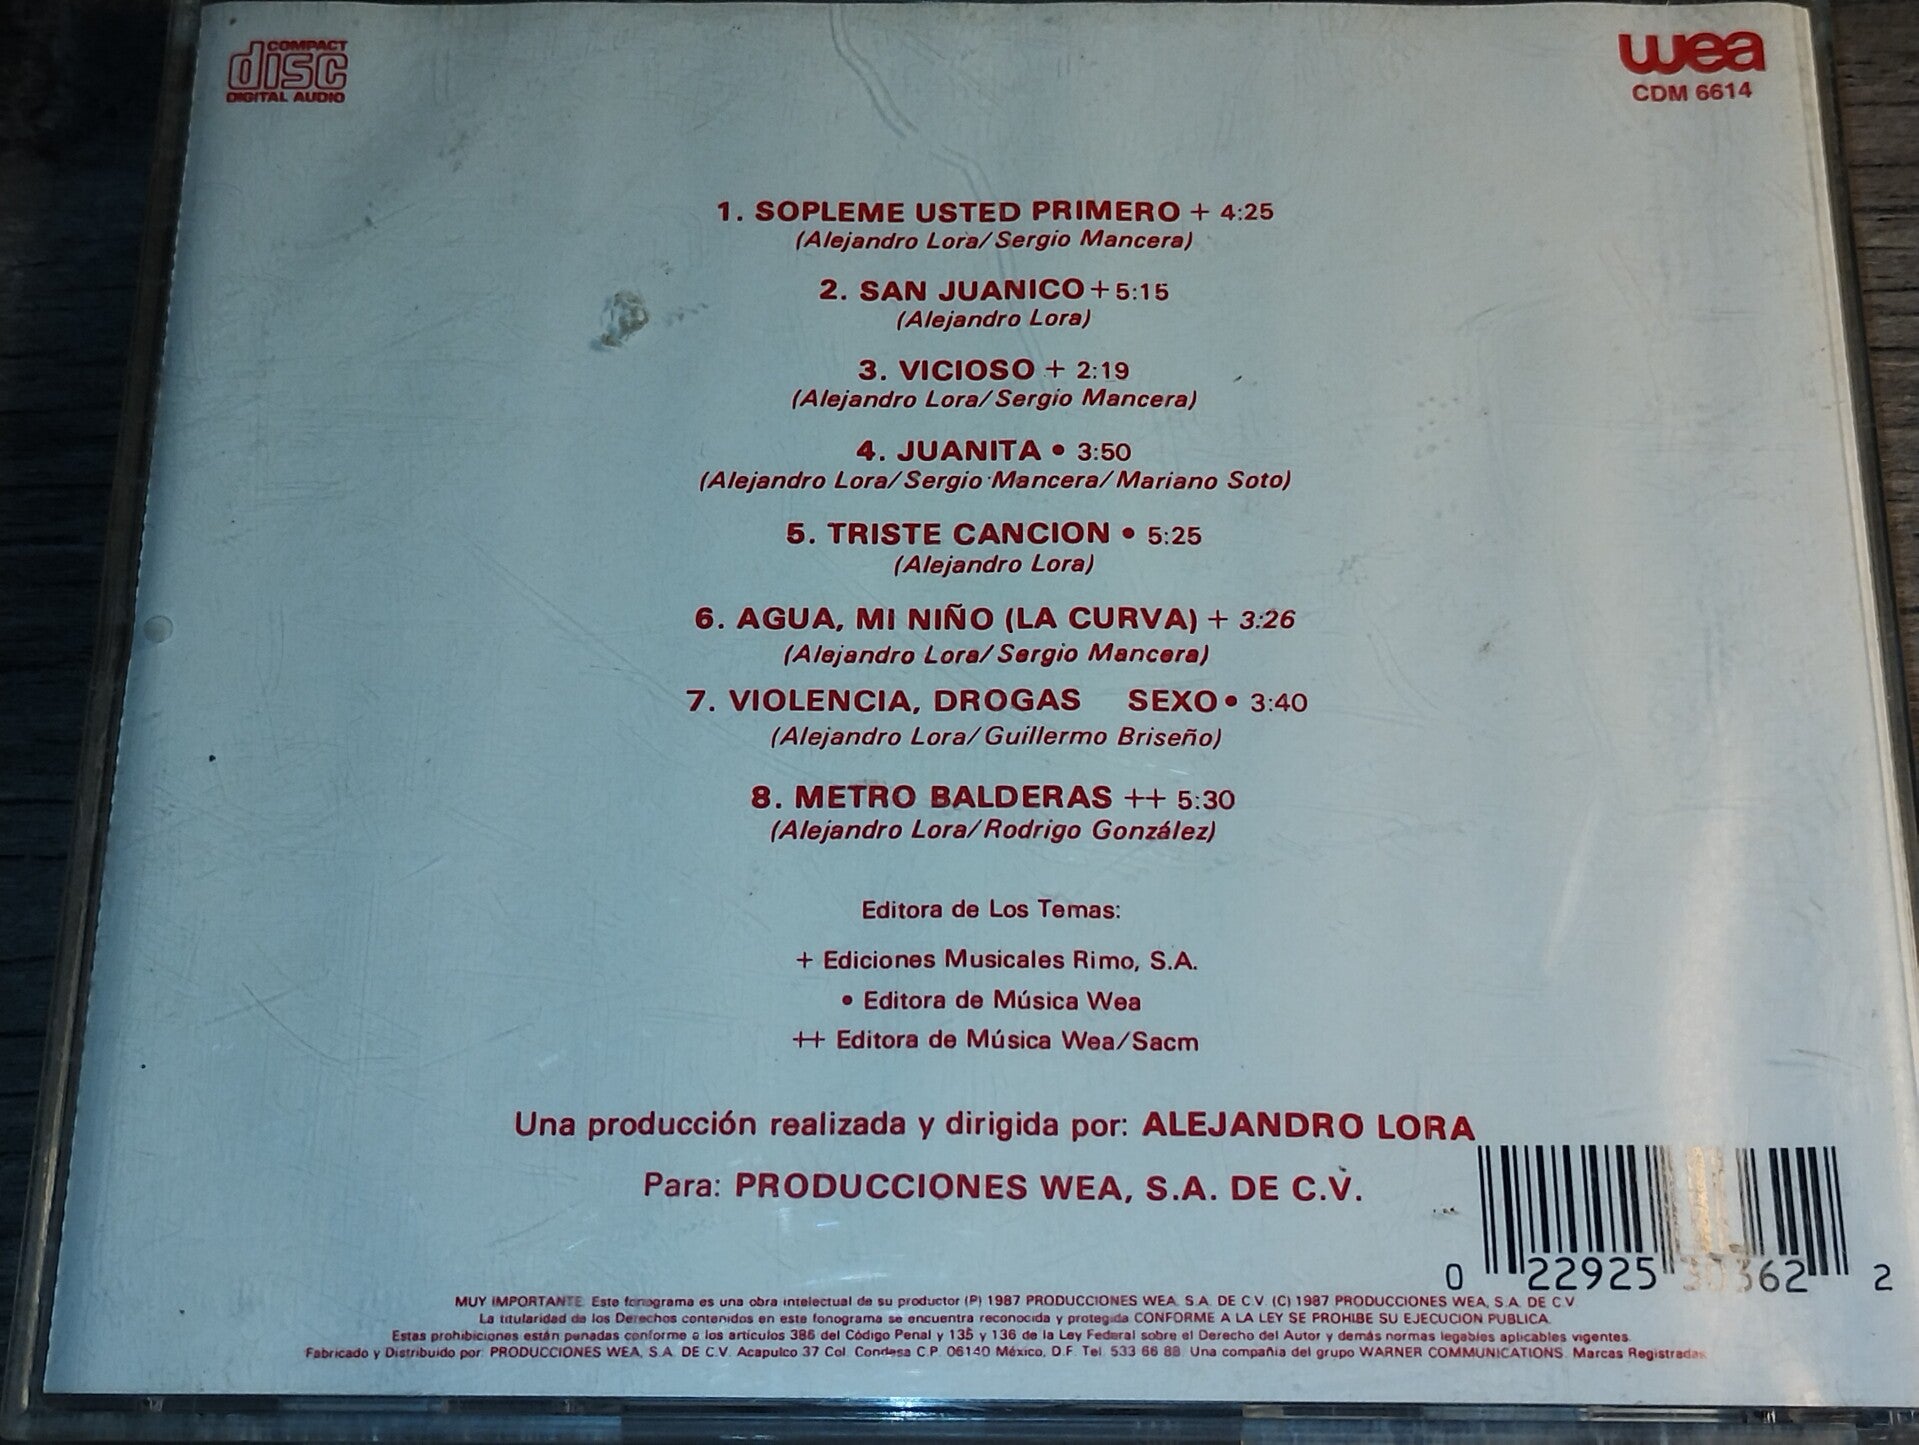 COMPACT
disc
DIGITAL AUDIO
wea
CDM 6614
1. SOPLEME USTED PRIMERO + 4:25
(Alejandro Lora/Sergio Mancera)
2. SAN JUANICO + 5:15
(Alejandro Lora)
3. VICIOSO + 2:19
(Alejandro Lora/Sergio Mancera)
4. JUANITA • 3:50
(Alejandro Lora/Sergio Mancera/Mariano Soto)
5. TRISTE CANCION • 5:25
(Alejandro Lora)
6. AGUA, MI NIÑO (LA CURVA) + 3:26
(Alejandro Lora/Sergio Mancera)
7. VIOLENCIA, DROGAS SEXO • 3:40
(Alejandro Lora/Guillermo Briseño)
8. METRO BALDERAS ++ 5:30
(Alejandro Lora/Rodrigo González)
Editora de Los Temas:
+ Ediciones Musicales Rimo, S.A.
• Editora de Música Wea
++ Editora de Música Wea/Sacm
Una producción realizada y dirigida por: ALEJANDRO LORA
Para: PRODUCCIONES WEA, S.A. DE C.V.
0 22925 362 2
MUY IMPORTANTE: Este fonograma es una obra intelectual de su productor (P) 1987 PRODUCCIONES WEA, S.A. DE C.V. (C) 1987 PRODUCCIONES WEA, S.A. DE C.V.
La titularidad de los Derechos contenidos en este fonograma se encuentra reconocida y protegida CONFORME A LA LEY SE PROHIBE SU EJECUCION PUBLICA.
Estas prohibiciones están penadas conforme a los artículos 386 del Código Penal y 135 y 136 de la Ley Federal sobre el Derecho del Autor y demás normas legables aplicables vigentes.
Fabricado y Distribuido por: PRODUCCIONES WEA, S.A. DE C.V. Acapulco 37 Col. Condesa C.P. 06140 México, D.F. Tel. 533 66 88 Una compañía del grupo WARNER COMMUNICATIONS. Marcas Registradas